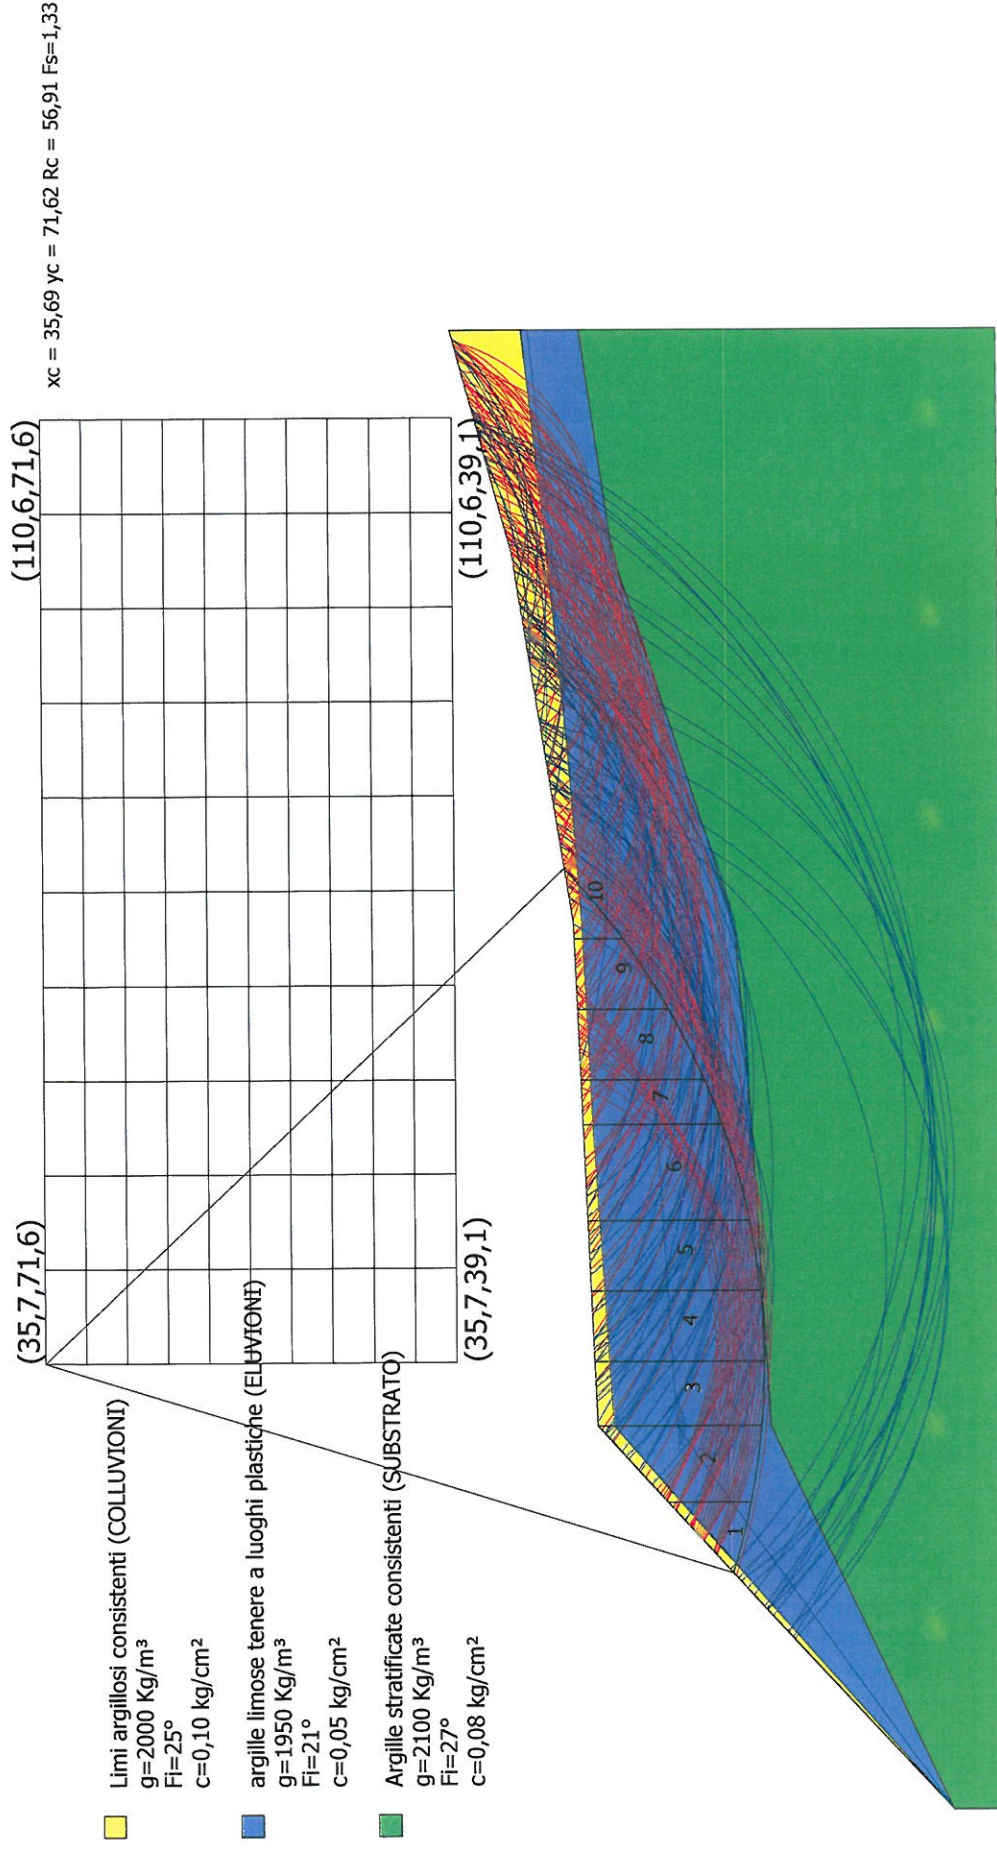 xc = 35,69 yc = 71,62 Rc = 56,91 Fs=1,33
(35,7,71,6)
(110,6,71,6)
(35,7,39,1)
(110,6,39,1)
Limi argillosi consistenti (COLLUVIONI)
g=2000 Kg/m³
Fi=25°
c=0,10 kg/cm²
argille limose tenere a luoghi plastiche (ELUVIONI)
g=1950 Kg/m³
Fi=21°
c=0,05 kg/cm²
Argille stratificate consistenti (SUBSTRATO)
g=2100 Kg/m³
Fi=27°
c=0,08 kg/cm²
1
2
3
4
5
6
7
8
9
10